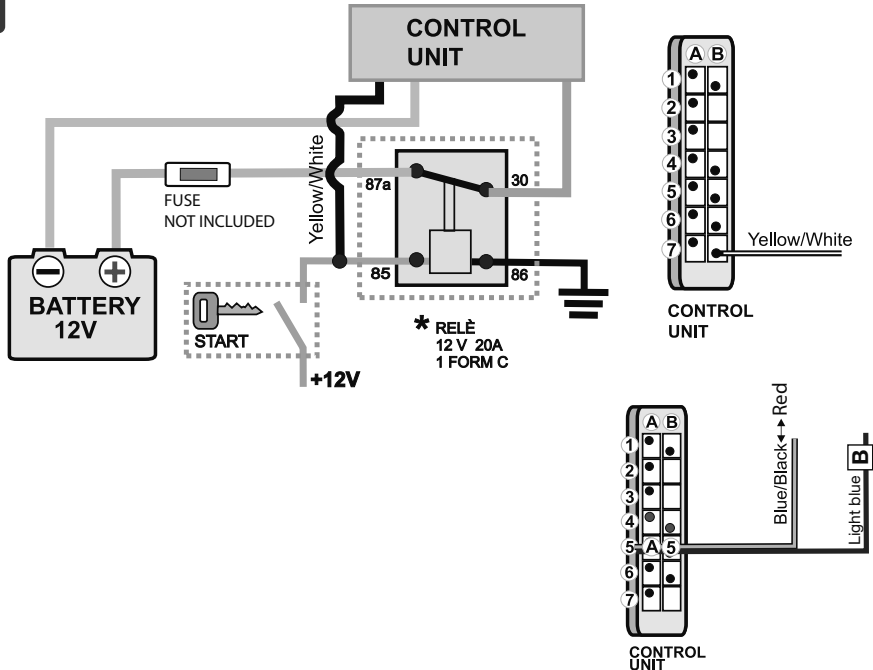 CONTROL
UNIT
Yellow/White
87a
30
85
86
FUSE
NOT INCLUDED
BATTERY
12V
START
+12V
* RELÈ
12 V 20A
1 FORM C
A B
1
2
3
4
5
6
7
Yellow/White
CONTROL
UNIT
A B
1
2
3
4
5 A 5
6
7
Blue/Black↔Red
Light blue
B
CONTROL
UNIT